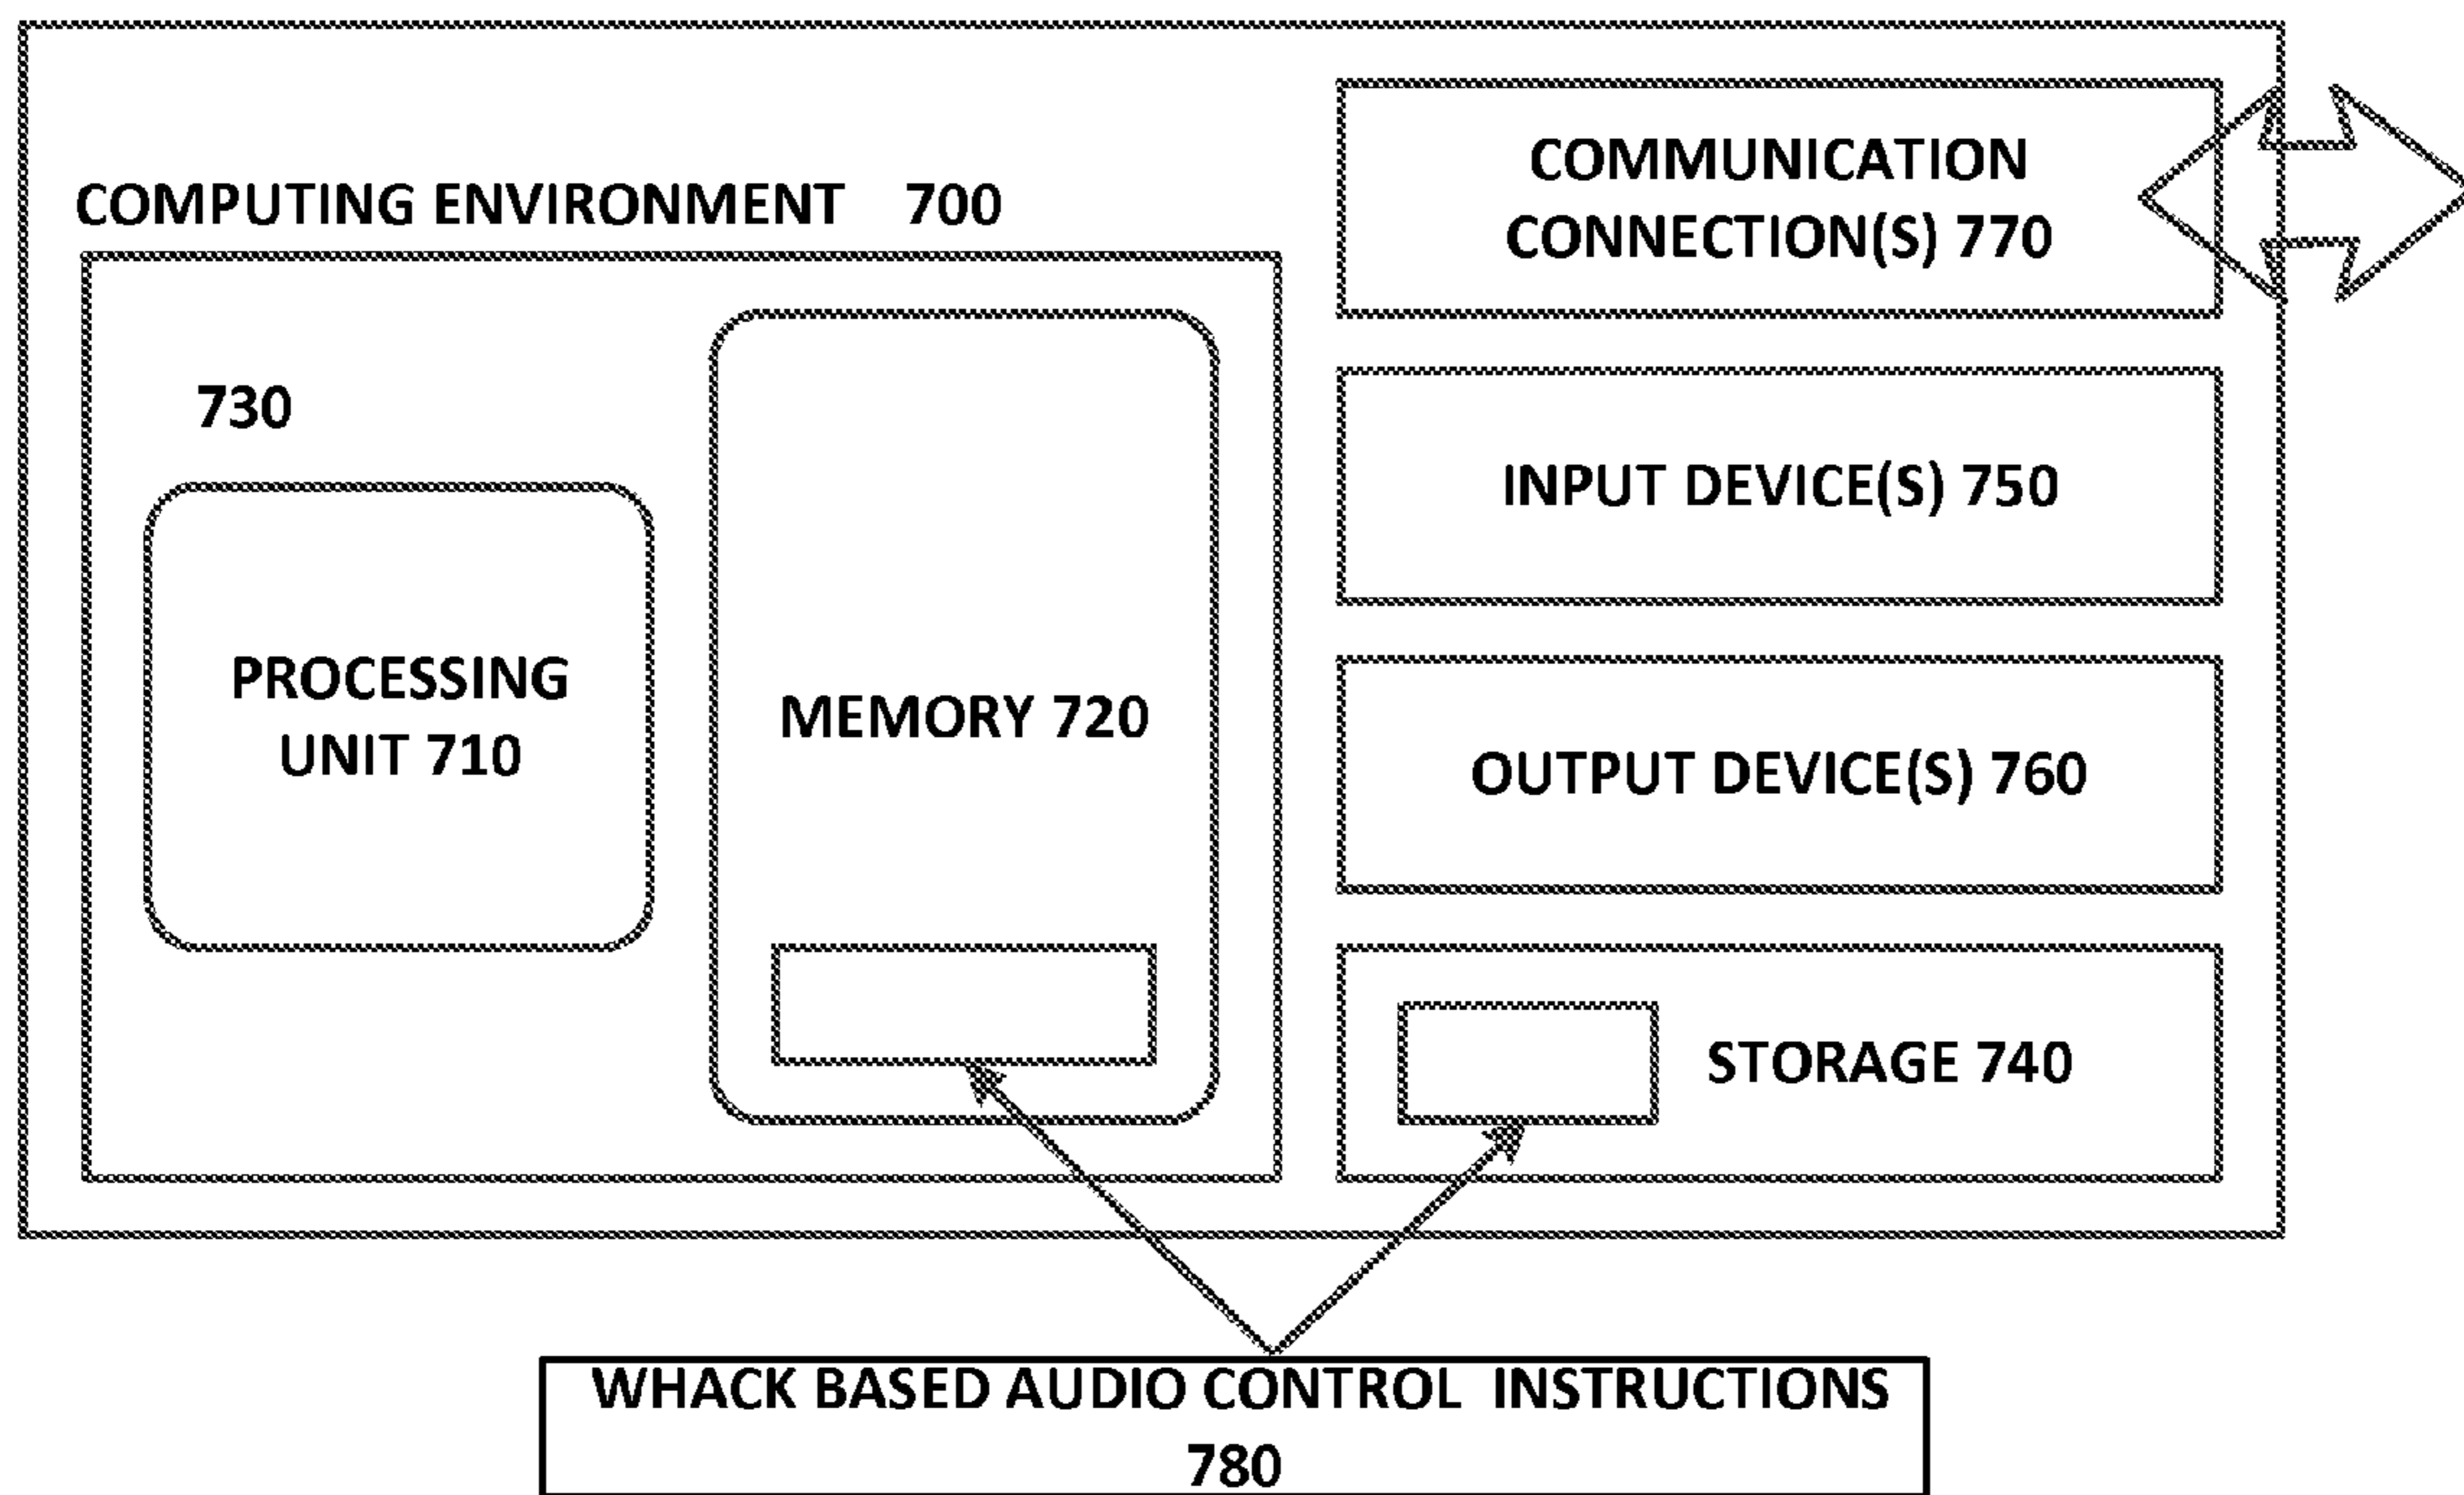 COMPUTING ENVIRONMENT 700
730
PROCESSING
UNIT 710
MEMORY 720
COMMUNICATION
CONNECTION(S) 770
INPUT DEVICE(S) 750
OUTPUT DEVICE(S) 760
STORAGE 740
WHACK BASED AUDIO CONTROL INSTRUCTIONS
780